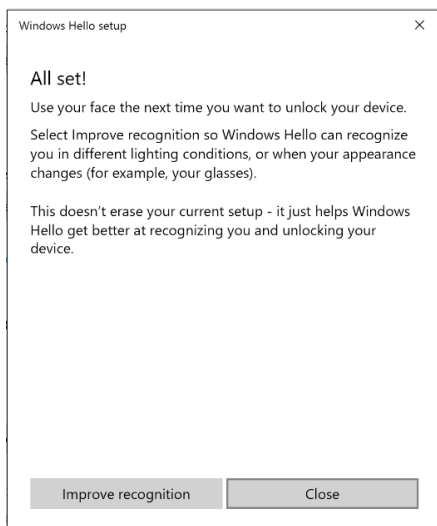 Windows Hello setup
All set!
Use your face the next time you want to unlock your device.
Select Improve recognition so Windows Hello can recognize
you in different lighting conditions, or when your appearance
changes (for example, your glasses).
This doesn't erase your current setup - it just helps Windows
Hello get better at recognizing you and unlocking your
device.
Improve recognition
Close